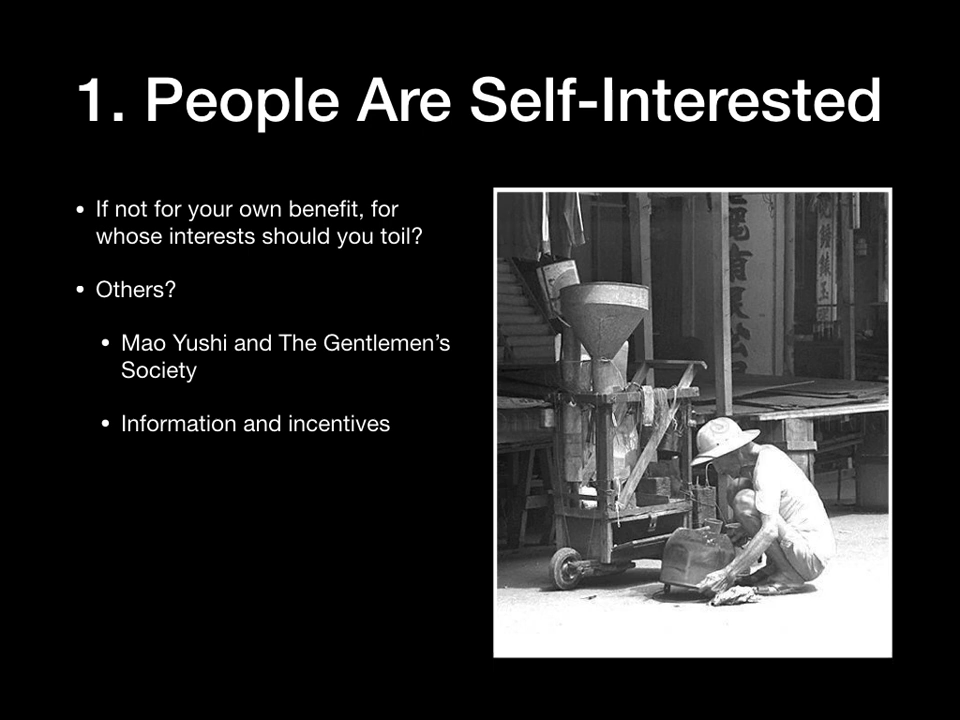 1. People Are Self-Interested
• If not for your own benefit, for
whose interests should you toil?
• Others?
• Mao Yushi and The Gentlemen’s
Society
• Information and incentives